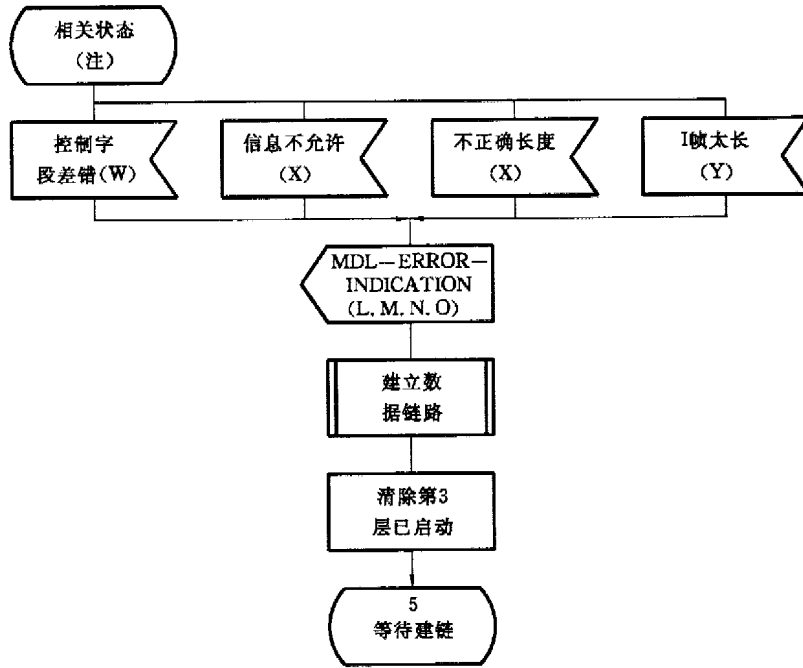 相关状态
(注)
控制字
段差错(W)
信息不允许
(X)
不正确长度
(X)
I帧太长
(Y)
MDL—ERROR—
INDICATION
(L, M, N, O)
建立数
据链路
清除第3
层已启动
5
等待建链